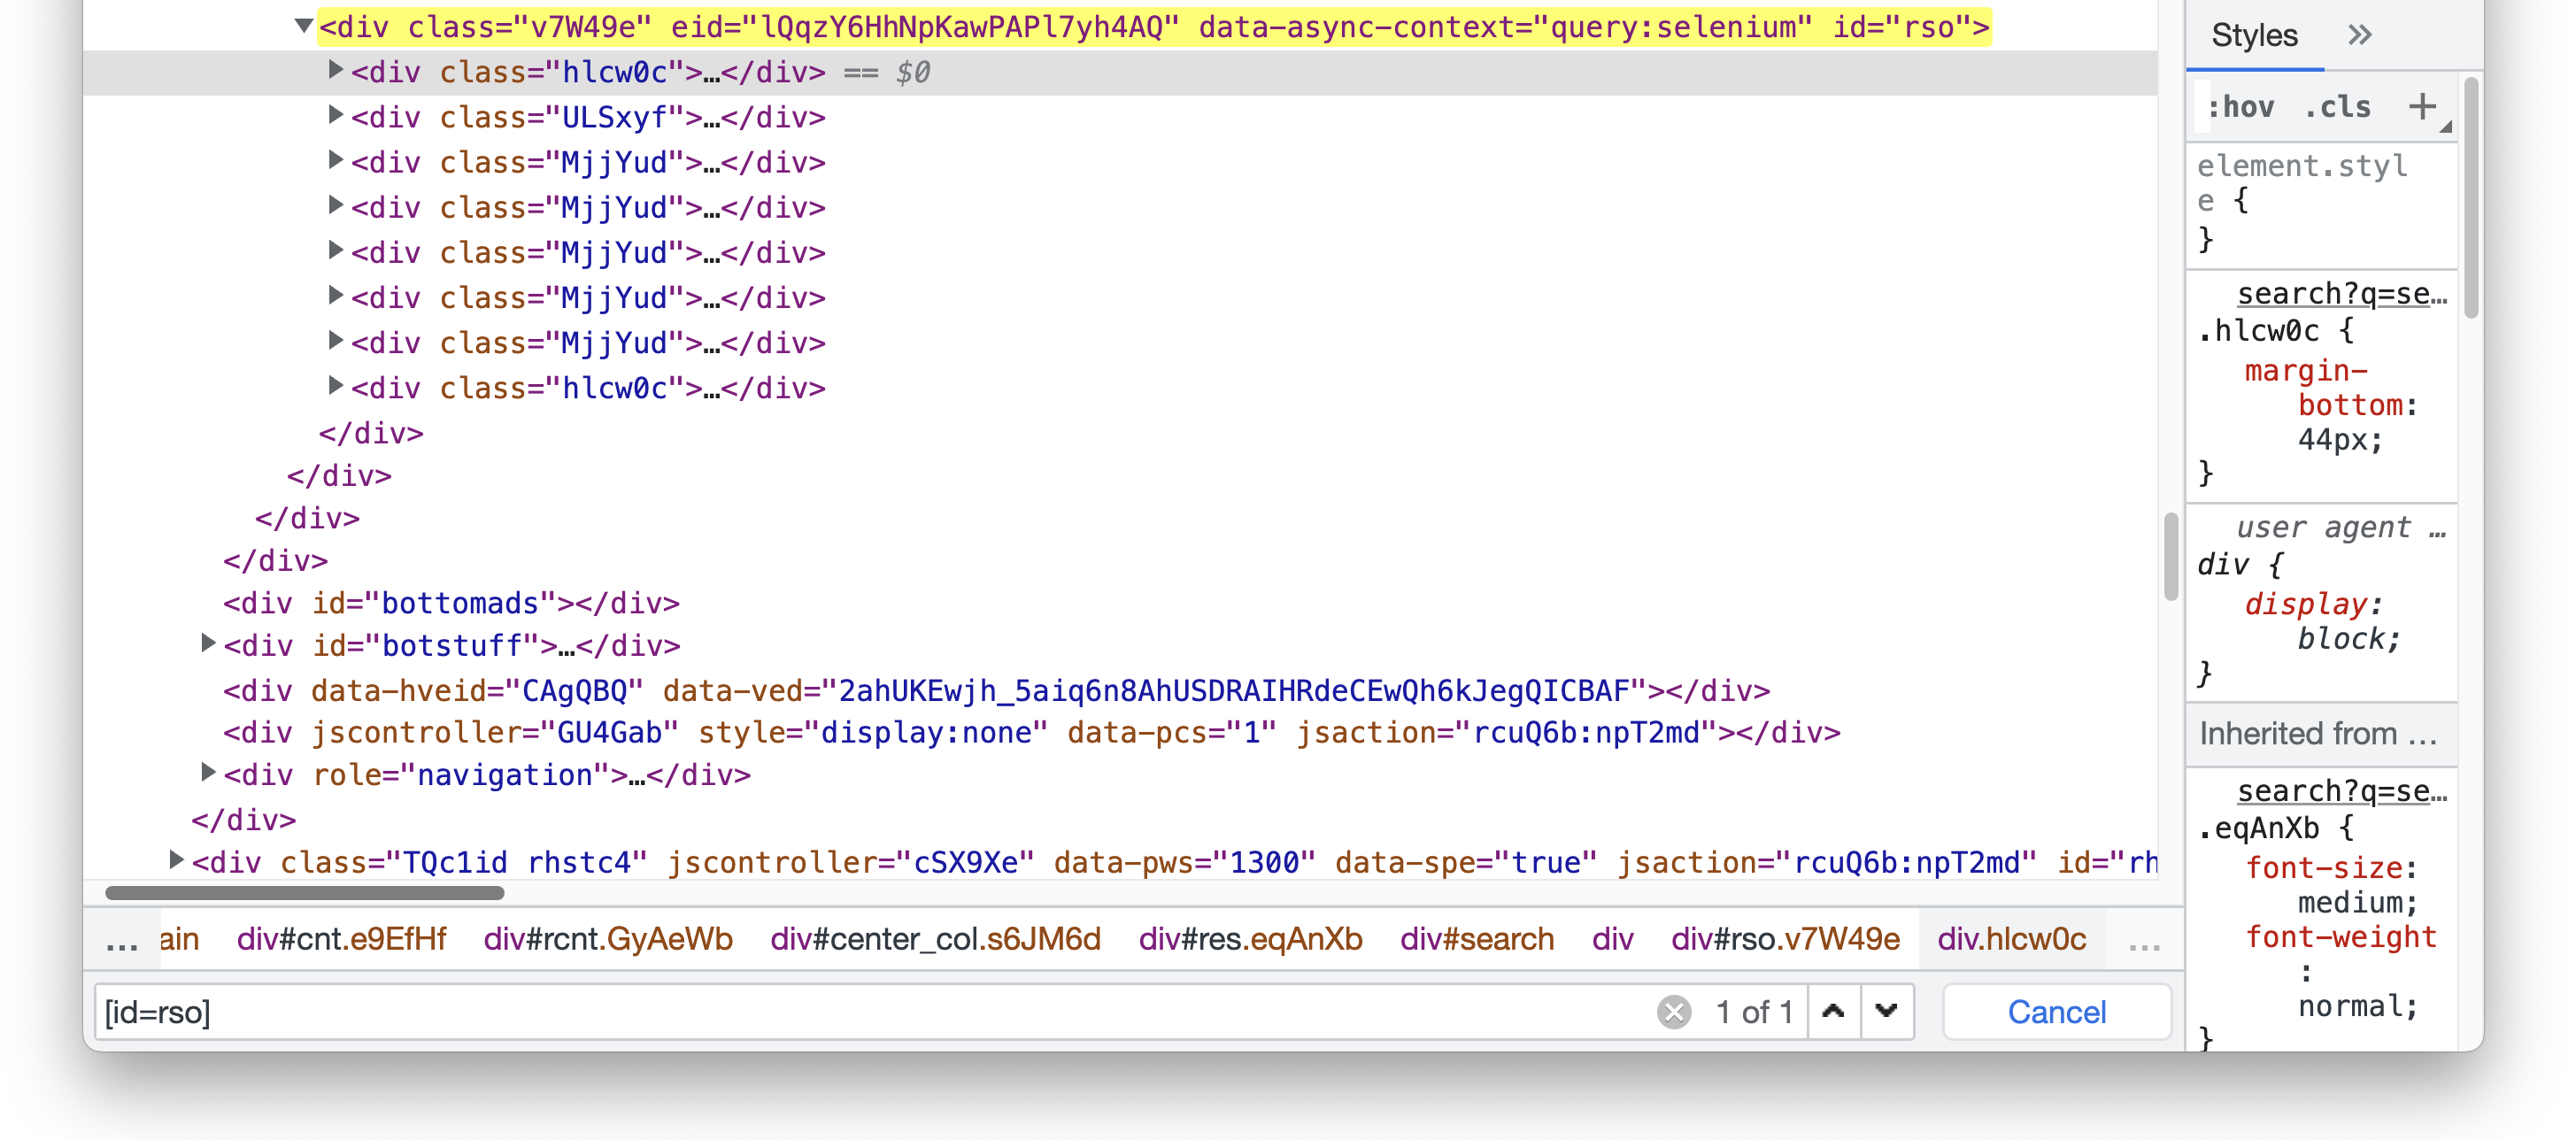 <div class="v7W49e" eid="lQqzY6HhNpKawPAPl7yh4AQ" data-async-context="query:selenium" id="rso">
<div class="hlcw0c">…</div> == $0
<div class="ULSxyf">…</div>
<div class="MjjYud">…</div>
<div class="MjjYud">…</div>
<div class="MjjYud">…</div>
<div class="MjjYud">…</div>
<div class="MjjYud">…</div>
<div class="hlcw0c">…</div>
</div>
</div>
</div>
</div>
<div id="bottomads"></div>
<div id="botstuff">…</div>
<div data-hveid="CAgQBQ" data-ved="2ahUKEwjh_5aiq6n8AhUSDRAIHRdeCEwQh6kJegQICBAF"></div>
<div jscontroller="GU4Gab" style="display:none" data-pcs="1" jsaction="rcuQ6b:npT2md"></div>
<div role="navigation">…</div>
</div>
<div class="TQc1id rhstc4" jscontroller="cSX9Xe" data-pws="1300" data-spe="true" jsaction="rcuQ6b:npT2md" id="rh
… ain div#cnt.e9EfHf div#rcnt.GyAeWb div#center_col.s6JM6d div#res.eqAnXb div#search div div#rso.v7W49e div.hlcw0c …
[id=rso] 1 of 1 Cancel
Styles »
:hov .cls +
element.styl
e {
}
search?q=se…
.hlcw0c {
margin-
bottom:
44px;
}
user agent …
div {
display:
block;
}
Inherited from …
search?q=se…
.eqAnXb {
font-size:
medium;
font-weight
:
normal;
}